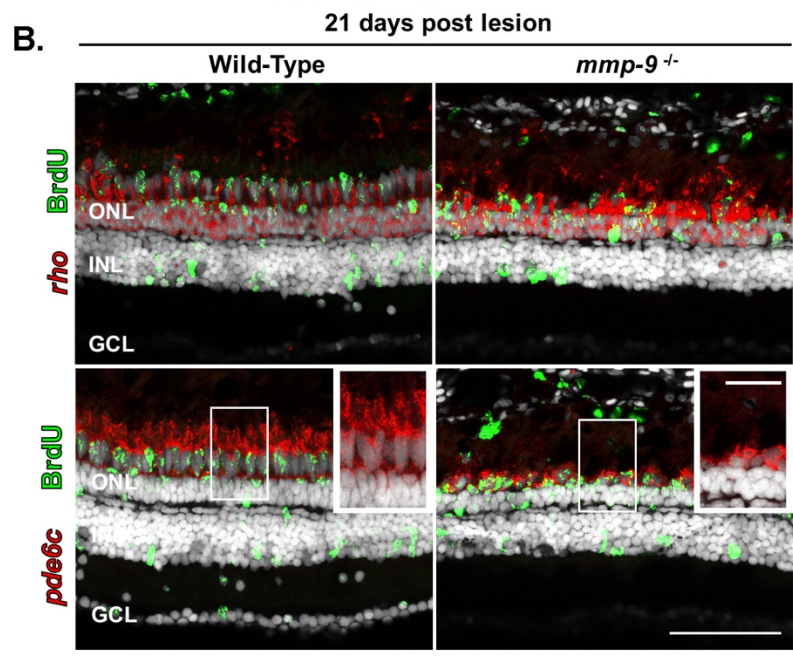 B.
21 days post lesion
Wild-Type
mmp-9 -/-
BrdU
rho
ONL
INL
GCL
BrdU
pde6c
ONL
GCL